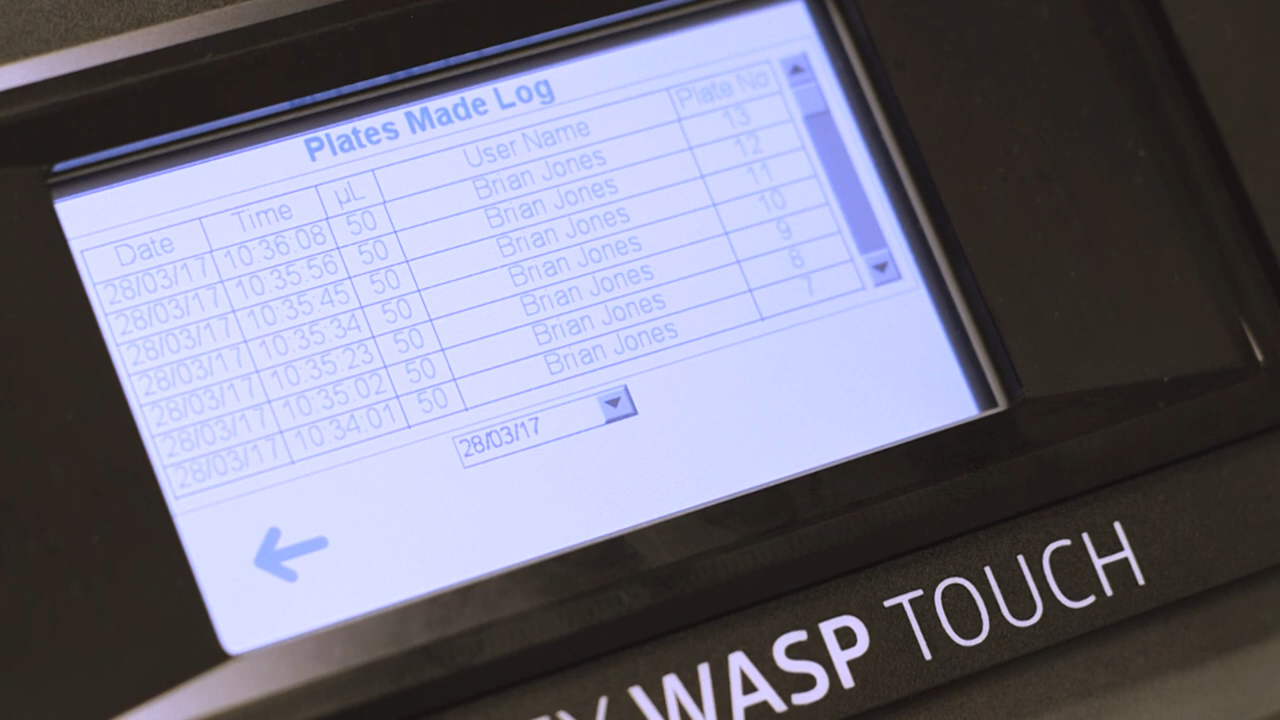 Plates Made Log
Date Time µL User Name Plate No
28/03/17 10:36:08 50 Brian Jones 13
28/03/17 10:35:56 50 Brian Jones 12
28/03/17 10:35:45 50 Brian Jones 11
28/03/17 10:35:34 50 Brian Jones 10
28/03/17 10:35:23 50 Brian Jones 9
28/03/17 10:35:02 50 Brian Jones 8
28/03/17 10:34:01 50 Brian Jones 7
28/03/17
WASP TOUCH